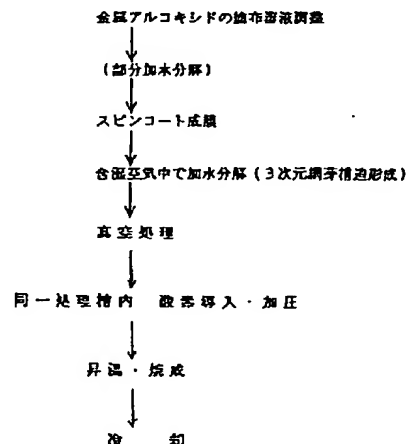 金属アルコキシドの塗布溶液調整
(部分加水分解)
スピンコート成膜
含湿空気中で加水分解(3次元網芽構造形成)
真空処理
同一処理槽内 酸素導入・加圧
昇温・焼成
冷却